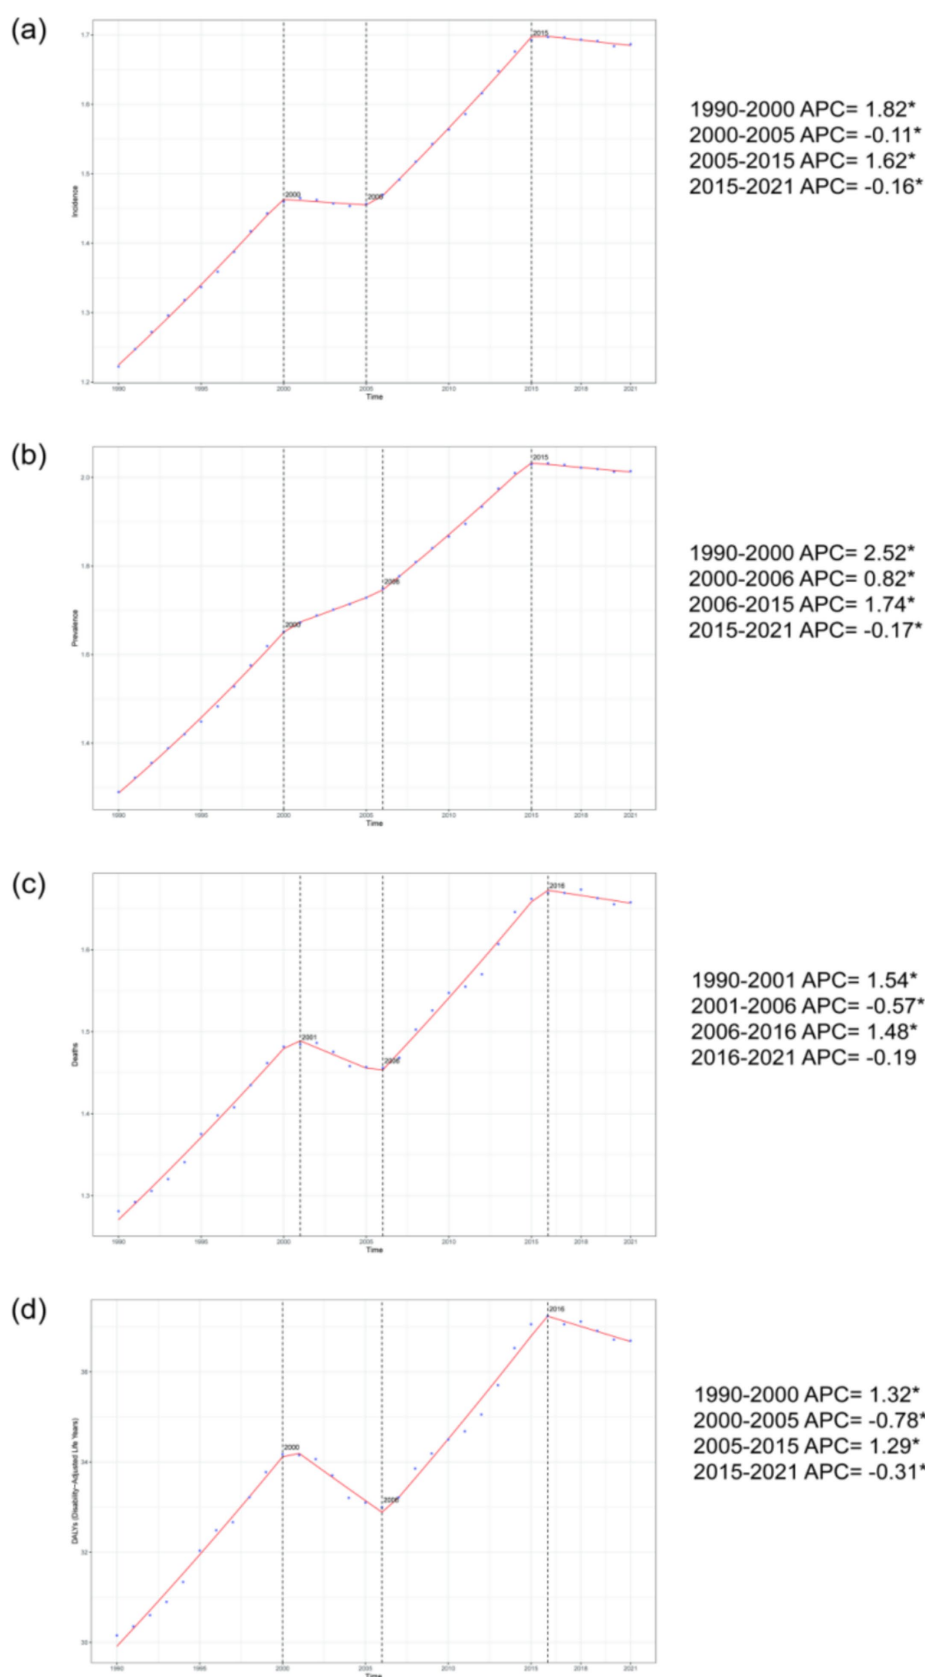 (a)
1.7
1.6
1.5
1.4
1.3
1.2
Incidence
2000
2005
2015
1990
1995
2000
2005
2010
2015
2018
2021
Time
1990-2000 APC= 1.82*
2000-2005 APC= -0.11*
2005-2015 APC= 1.62*
2015-2021 APC= -0.16*
(b)
2.0
1.8
1.6
1.4
Prevalence
2000
2006
2015
1990
1995
2000
2005
2010
2015
2018
2021
Time
1990-2000 APC= 2.52*
2000-2006 APC= 0.82*
2006-2015 APC= 1.74*
2015-2021 APC= -0.17*
(c)
1.6
1.5
1.4
1.3
Deaths
2001
2006
2016
1990
1995
2000
2005
2010
2015
2018
2021
Time
1990-2001 APC= 1.54*
2001-2006 APC= -0.57*
2006-2016 APC= 1.48*
2016-2021 APC= -0.19
(d)
36
34
32
30
DALYs (Disability-Adjusted Life Years)
2000
2006
2016
1990
1995
2000
2005
2010
2015
2018
2021
Time
1990-2000 APC= 1.32*
2000-2005 APC= -0.78*
2005-2015 APC= 1.29*
2015-2021 APC= -0.31*